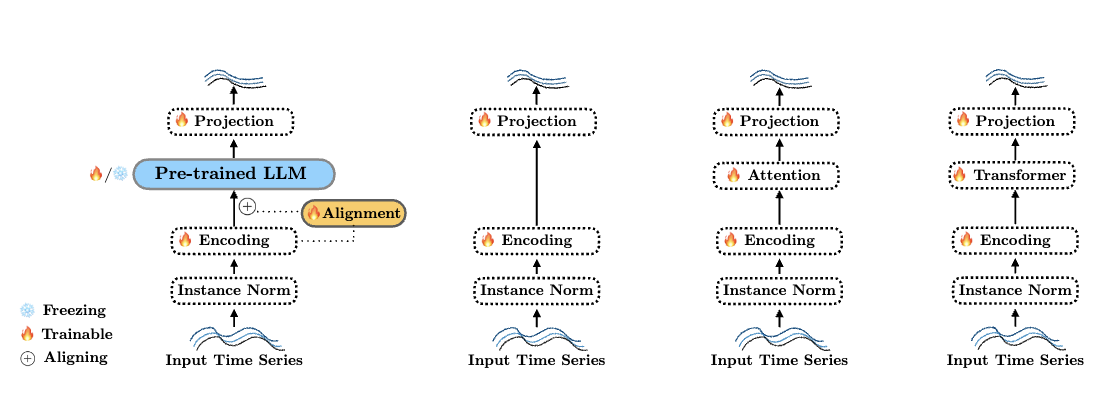 Projection
Pre-trained LLM
/
+
Alignment
Encoding
Instance Norm
Input Time Series
Freezing
Trainable
+ Aligning
Projection
Encoding
Instance Norm
Input Time Series
Projection
Attention
Encoding
Instance Norm
Input Time Series
Projection
Transformer
Encoding
Instance Norm
Input Time Series